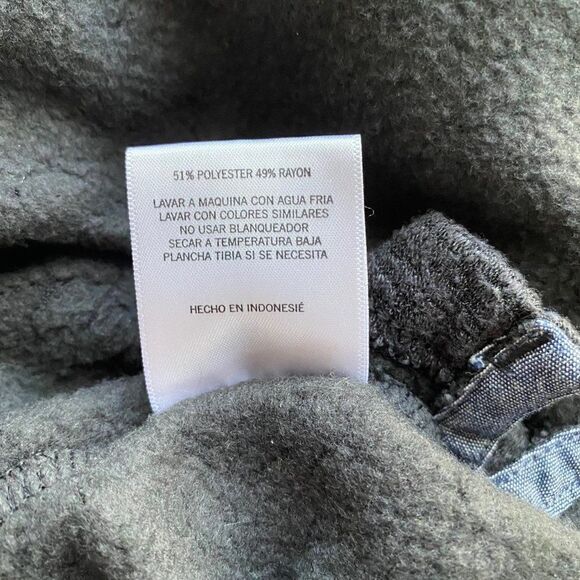 51% POLYESTER 49% RAYON
LAVAR A MAQUINA CON AGUA FRIA
LAVAR CON COLORES SIMILARES
NO USAR BLANQUEADOR
SECAR A TEMPERATURA BAJA
PLANCHA TIBIA SI SE NECESITA
HECHO EN INDONESIÉ